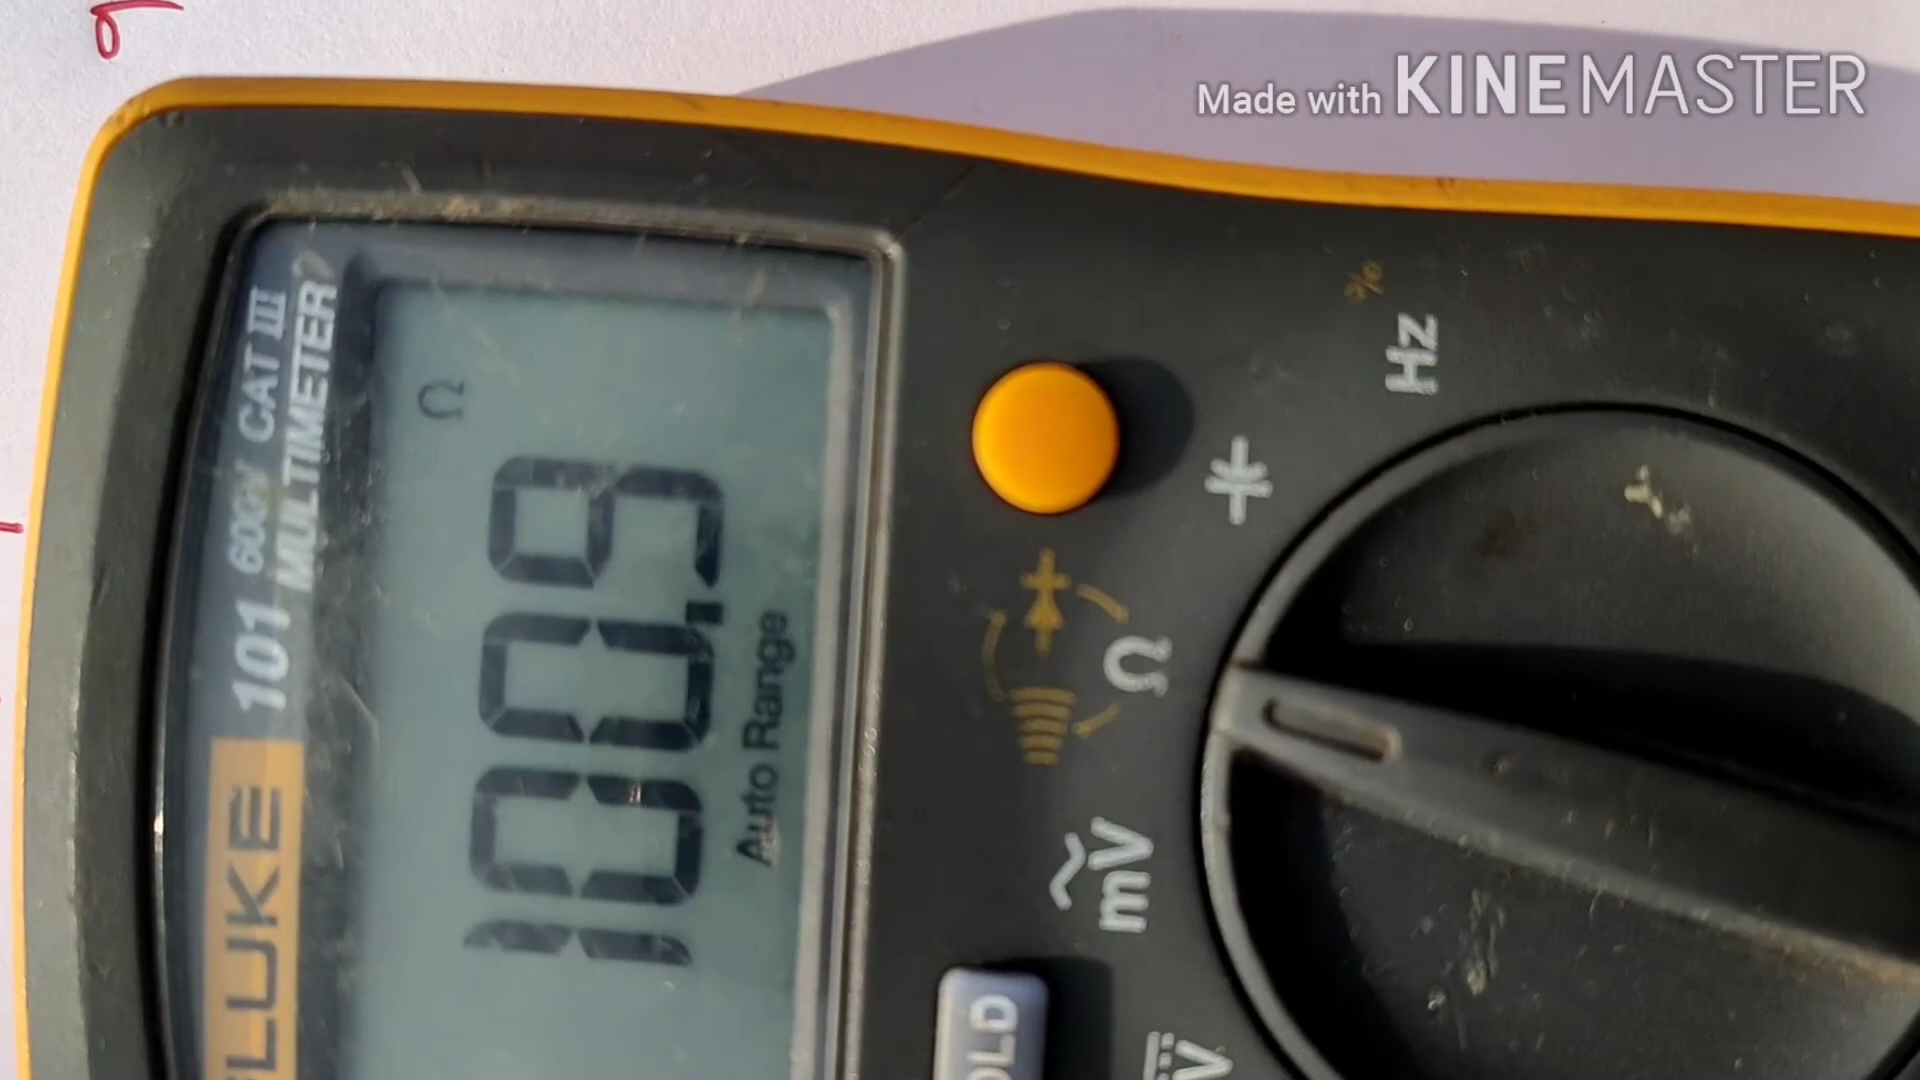 Made with KINEMASTER
FLUKE 101 600V CAT III
MULTIMETER
Ω
100.9
Auto Range
%
Hz
Ω
mV
V